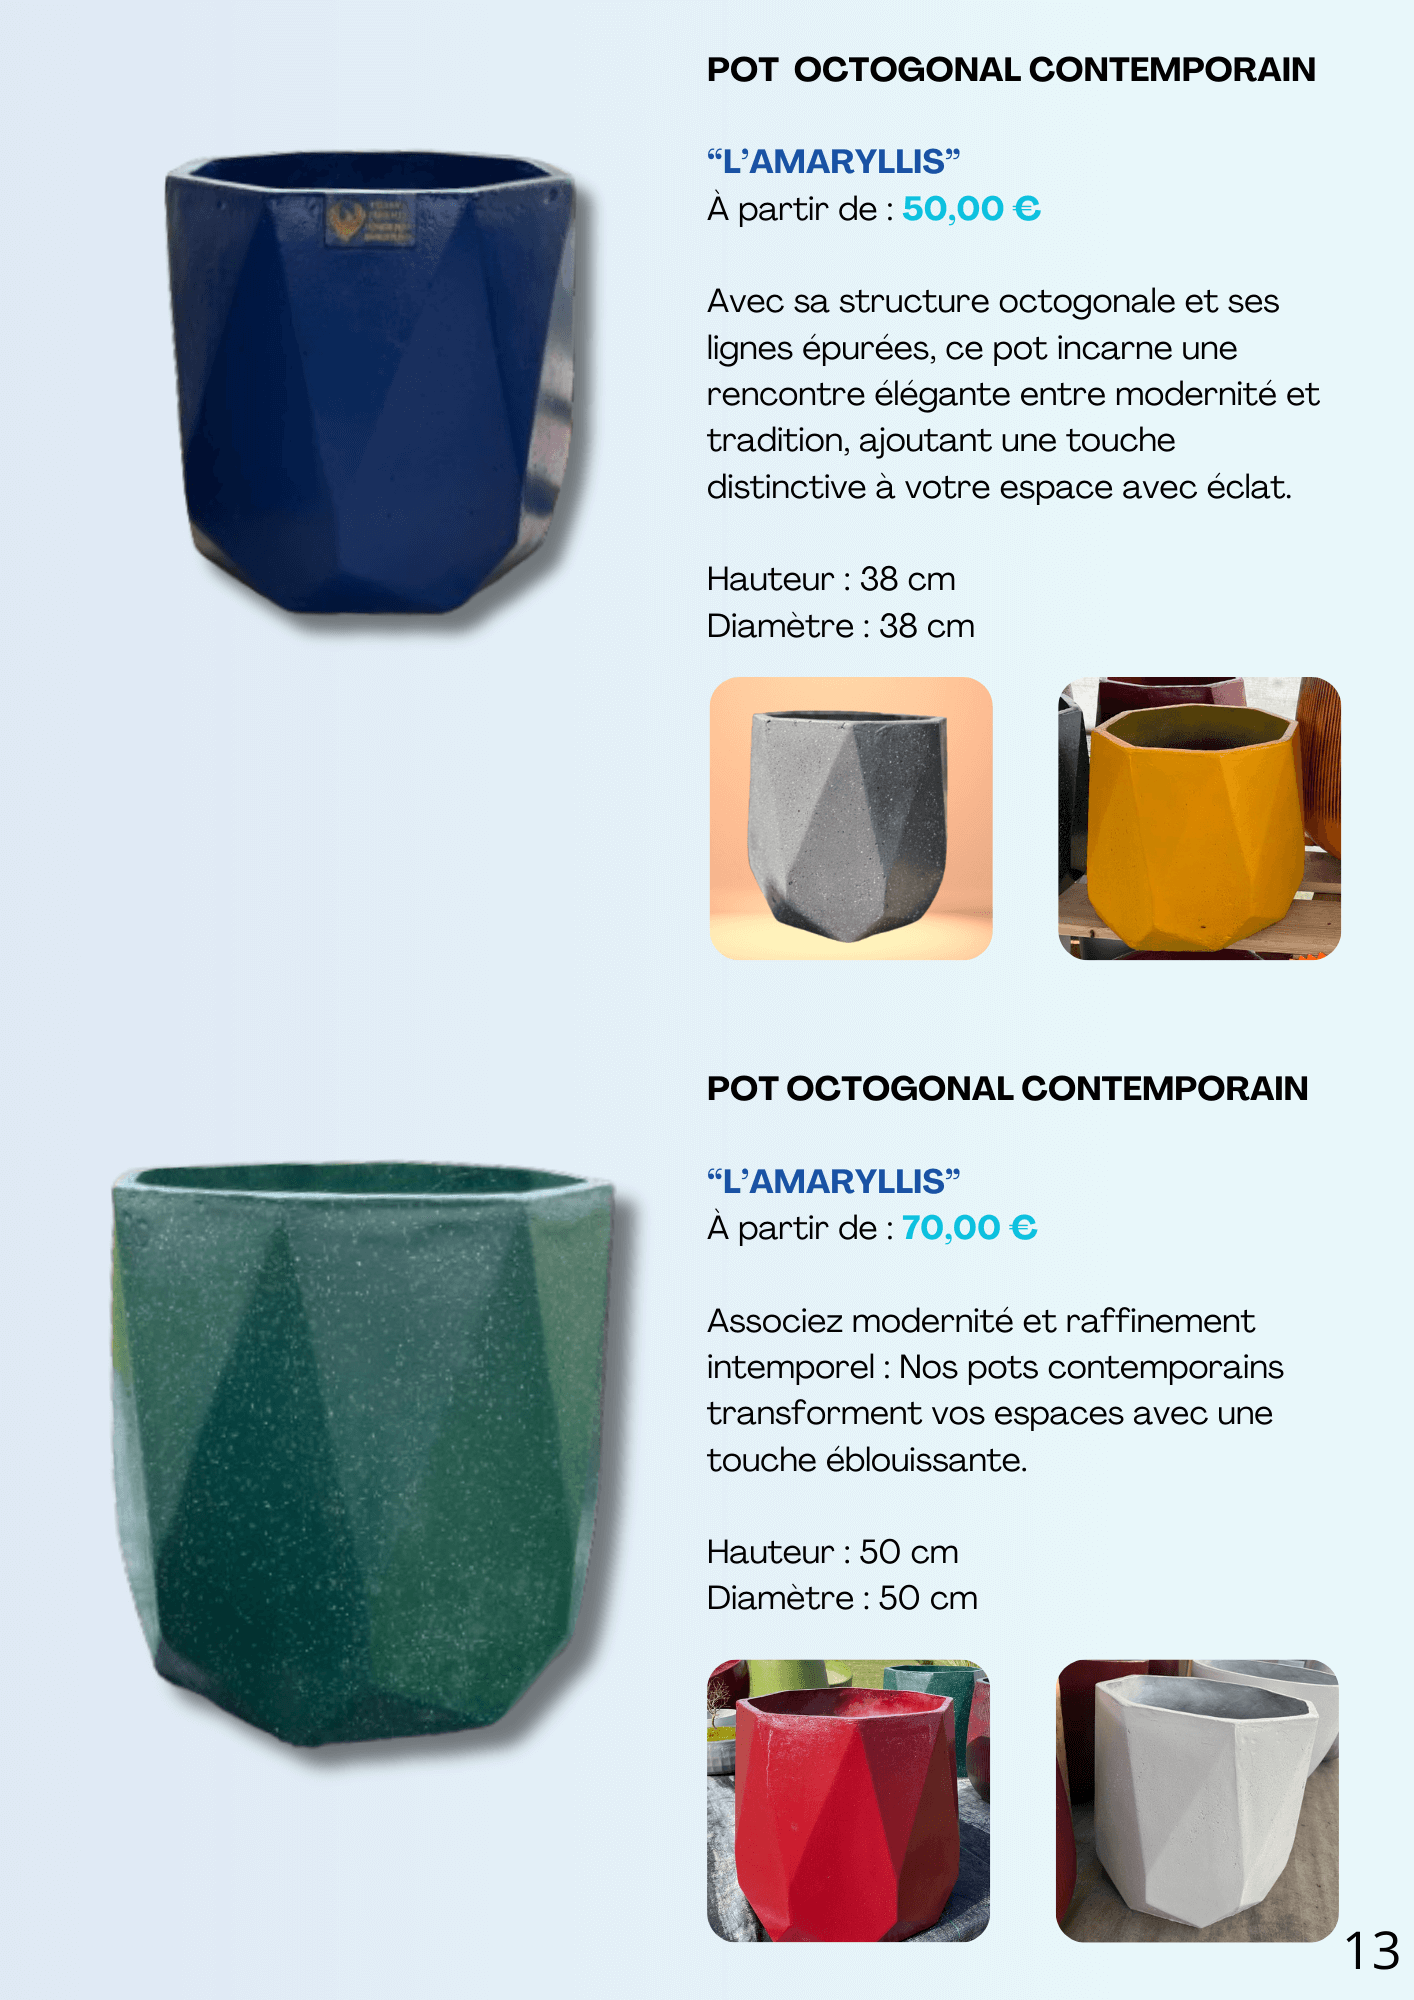 POT OCTOGONAL CONTEMPORAIN
“L’AMARYLLIS”
À partir de : 50,00 €
Avec sa structure octogonale et ses
lignes épurées, ce pot incarne une
rencontre élégante entre modernité et
tradition, ajoutant une touche
distinctive à votre espace avec éclat.
Hauteur : 38 cm
Diamètre : 38 cm
POT OCTOGONAL CONTEMPORAIN
“L’AMARYLLIS”
À partir de : 70,00 €
Associez modernité et raffinement
intemporel : Nos pots contemporains
transforment vos espaces avec une
touche éblouissante.
Hauteur : 50 cm
Diamètre : 50 cm
13